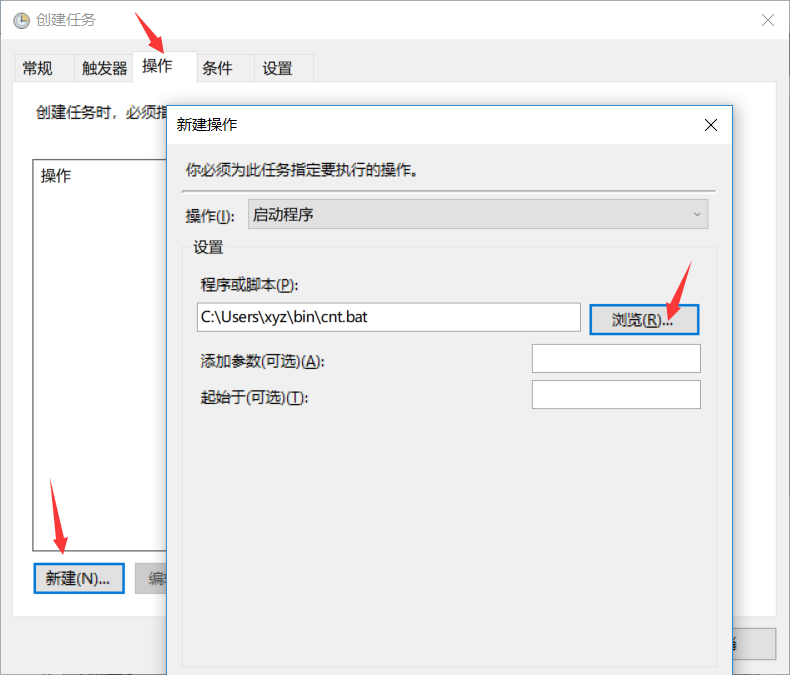 创建任务
常规 触发器 操作 条件 设置
创建任务时，必须
操作
新建操作
你必须为此任务指定要执行的操作。
操作(I): 启动程序
设置
程序或脚本(P):
C:\Users\xyz\bin\cnt.bat 浏览(R)...
添加参数(可选)(A):
起始于(可选)(T):
新建(N)...